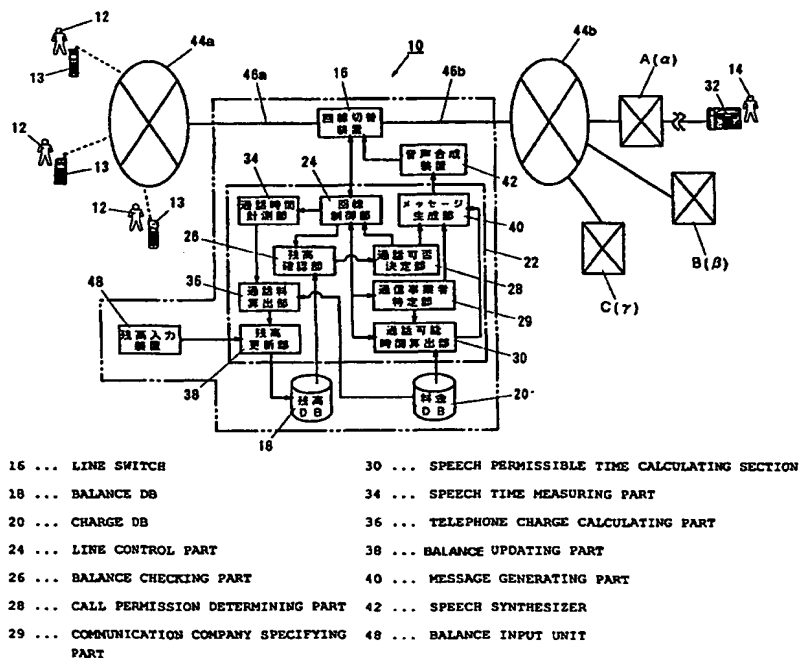 12
44a
13
12
13
12
13
46a
10
16
46b
44b
A(α)
32
14
回線切替
装置
音声合成
装置
42
34
24
通話時間
計測部
回線
制御部
メッセージ
生成部
40
22
26
残高
確認部
通話可否
決定部
28
B(β)
C(γ)
36
通話料
算出部
通信事業者
特定部
29
48
残高入力
装置
残高
更新部
通話可能
時間算出部
30
38
残高
DB
18
料金
DB
20
16 ... LINE SWITCH
18 ... BALANCE DB
20 ... CHARGE DB
24 ... LINE CONTROL PART
26 ... BALANCE CHECKING PART
28 ... CALL PERMISSION DETERMINING PART
29 ... COMMUNICATION COMPANY SPECIFYING
PART
30 ... SPEECH PERMISSIBLE TIME CALCULATING SECTION
34 ... SPEECH TIME MEASURING PART
36 ... TELEPHONE CHARGE CALCULATING PART
38 ... BALANCE UPDATING PART
40 ... MESSAGE GENERATING PART
42 ... SPEECH SYNTHESIZER
48 ... BALANCE INPUT UNIT